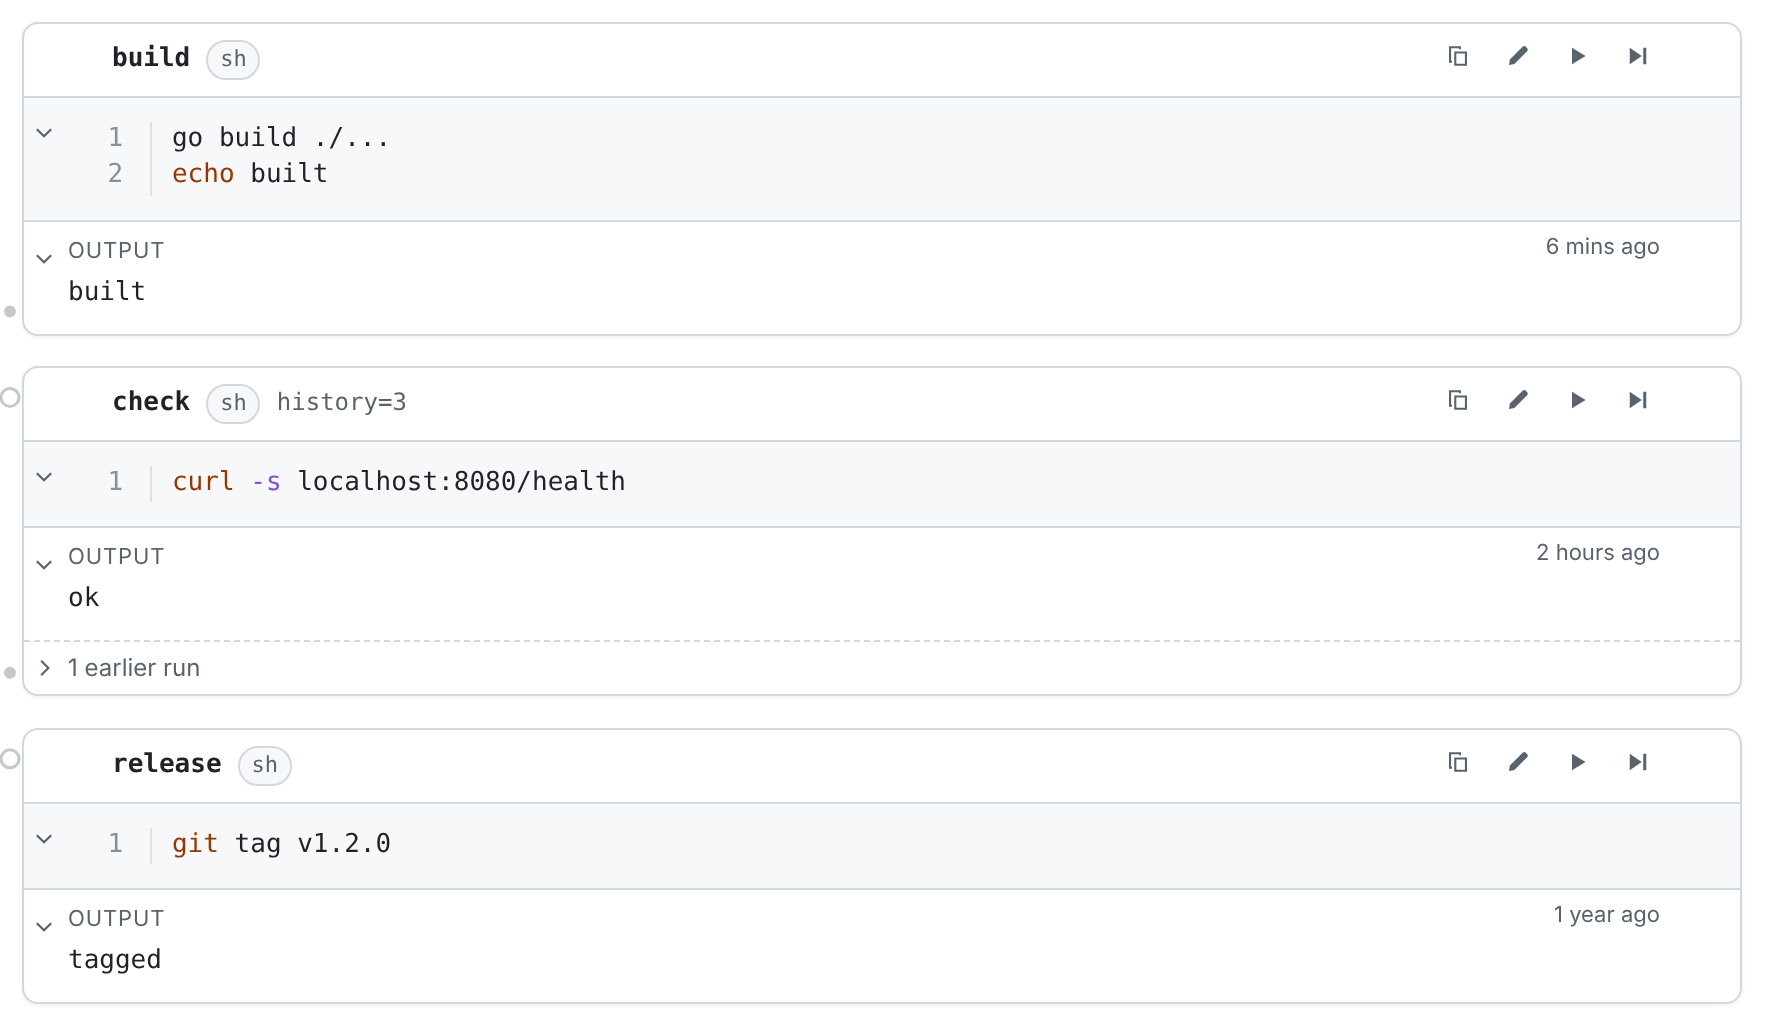 build sh
1 go build ./...
2 echo built
OUTPUT 6 mins ago
built
check sh history=3
1 curl -s localhost:8080/health
OUTPUT 2 hours ago
ok
1 earlier run
release sh
1 git tag v1.2.0
OUTPUT 1 year ago
tagged